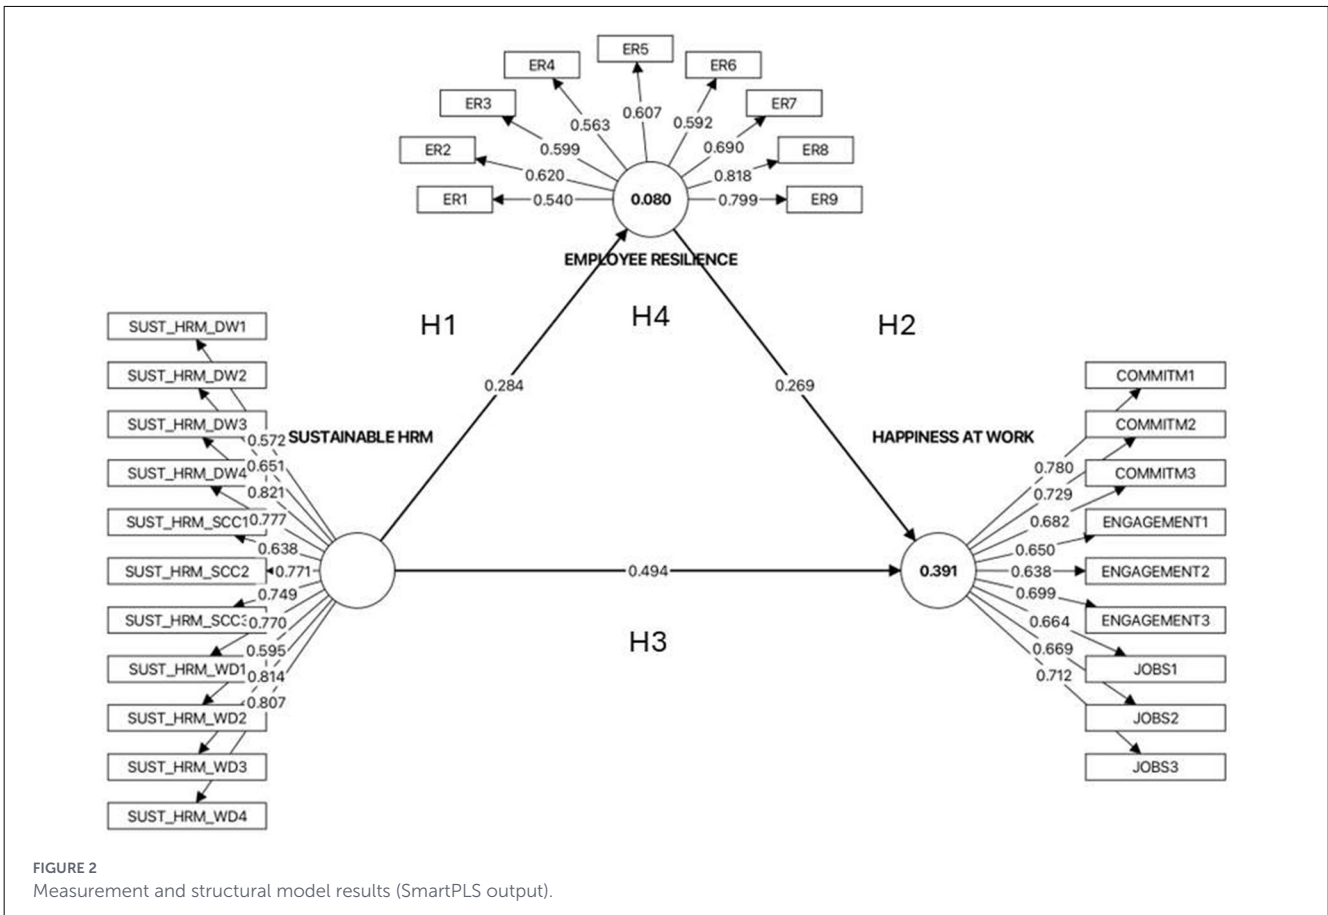 ER5
ER4
ER6
ER3
ER7
0.607
0.563
0.592
ER2
0.599
0.690
ER8
0.620
0.818
ER1
0.540
0.080
0.799
ER9
EMPLOYEE RESILIENCE
H1
H4
H2
0.284
0.269
SUST_HRM_DW1
SUST_HRM_DW2
SUST_HRM_DW3
SUST_HRM_DW4
SUST_HRM_SCC1
SUST_HRM_SCC2
SUST_HRM_SCC3
SUST_HRM_WD1
SUST_HRM_WD2
SUST_HRM_WD3
SUST_HRM_WD4
0.572
0.651
0.821
0.777
0.638
0.771
0.749
0.770
0.595
0.814
0.807
SUSTAINABLE HRM
0.494
H3
HAPPINESS AT WORK
0.391
0.780
0.729
0.682
0.650
0.638
0.699
0.664
0.669
0.712
COMMITM1
COMMITM2
COMMITM3
ENGAGEMENT1
ENGAGEMENT2
ENGAGEMENT3
JOBS1
JOBS2
JOBS3
FIGURE 2
Measurement and structural model results (SmartPLS output).